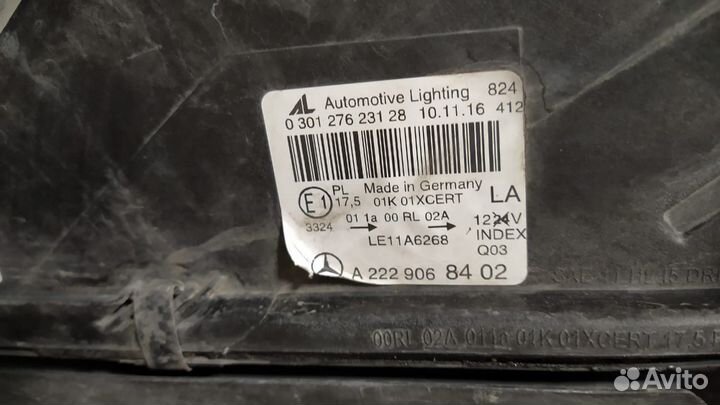 AL Automotive Lighting 824
0 301 276 231 28 10.11.16 412
PL Made in Germany LA
E1 17,5 01K 01XCERT
3324 01 1a 00 RL 02A 12 24V
LE11A6268 INDEX
Q03
A 222 906 84 02
00RL 02A 011a 01K 01XCERT 17,5
Avito